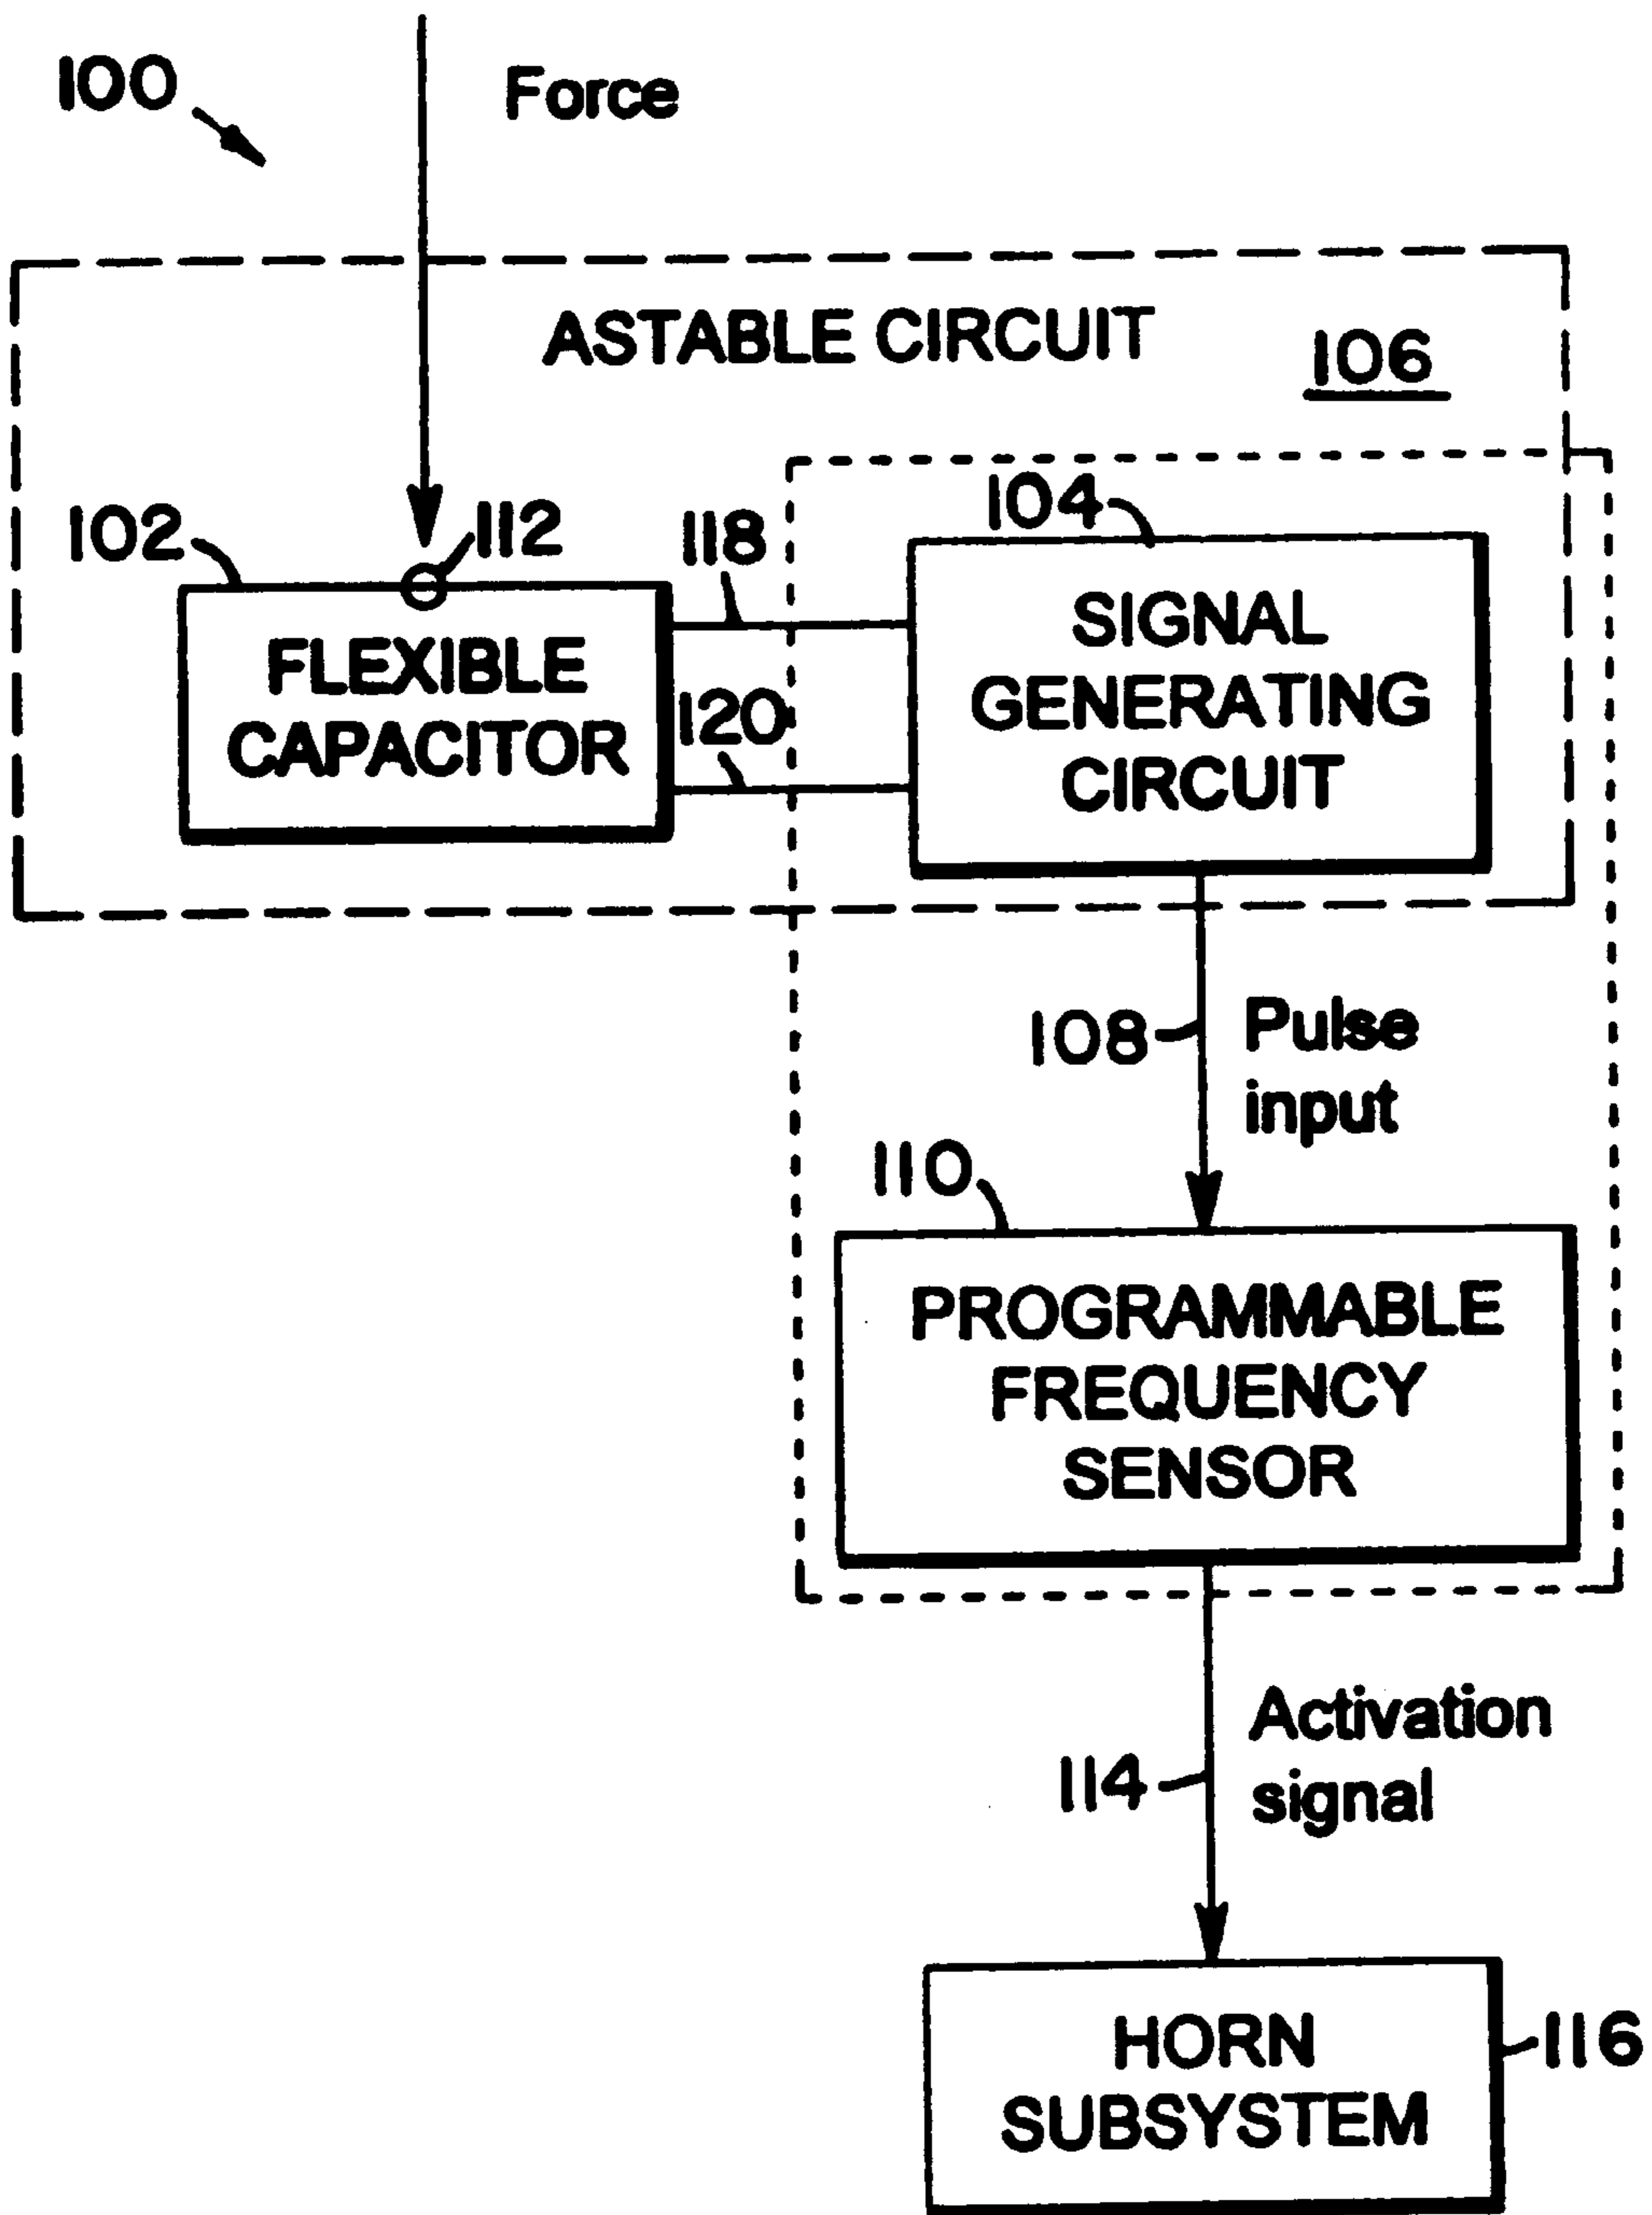 100
Force
ASTABLE CIRCUIT
106
102
112
118
104
FLEXIBLE
CAPACITOR
120
SIGNAL
GENERATING
CIRCUIT
108
Pulse
input
110
PROGRAMMABLE
FREQUENCY
SENSOR
114
Activation
signal
HORN
SUBSYSTEM
116